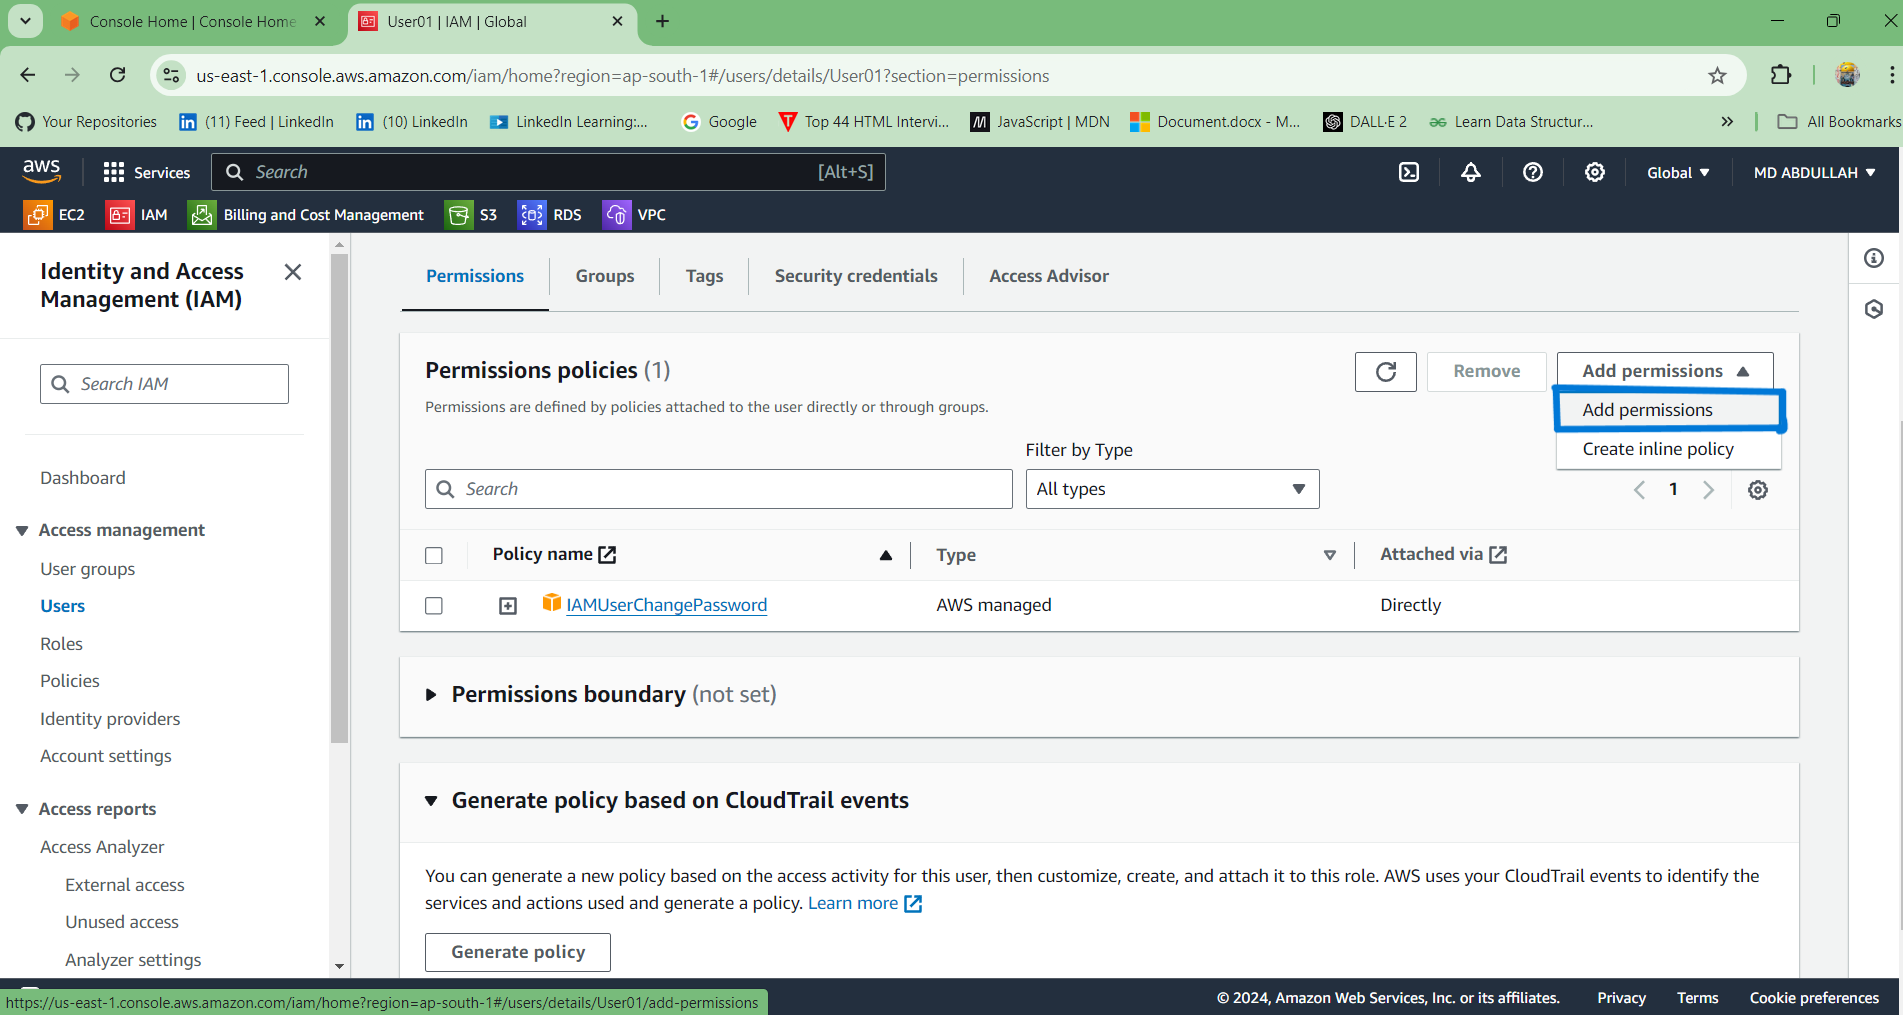 Console Home | Console Home
User01 | IAM | Global
us-east-1.console.aws.amazon.com/iam/home?region=ap-south-1#/users/details/User01?section=permissions
Your Repositories
(11) Feed | LinkedIn
(10) LinkedIn
LinkedIn Learning:...
Google
Top 44 HTML Intervi...
JavaScript | MDN
Document.docx - M...
DALL·E 2
Learn Data Structur...
»
All Bookmarks
aws
Services
Search
[Alt+S]
Global
MD ABDULLAH
EC2
IAM
Billing and Cost Management
S3
RDS
VPC
Identity and Access
Management (IAM)
Search IAM
Dashboard
Access management
User groups
Users
Roles
Policies
Identity providers
Account settings
Access reports
Access Analyzer
External access
Unused access
Analyzer settings
Permissions
Groups
Tags
Security credentials
Access Advisor
Permissions policies (1)
Remove
Add permissions
Permissions are defined by policies attached to the user directly or through groups.
Add permissions
Create inline policy
Filter by Type
Search
All types
1
Policy name
Type
Attached via
IAMUserChangePassword
AWS managed
Directly
Permissions boundary (not set)
Generate policy based on CloudTrail events
You can generate a new policy based on the access activity for this user, then customize, create, and attach it to this role. AWS uses your CloudTrail events to identify the
services and actions used and generate a policy. Learn more
Generate policy
https://us-east-1.console.aws.amazon.com/iam/home?region=ap-south-1#/users/details/User01/add-permissions
© 2024, Amazon Web Services, Inc. or its affiliates.
Privacy
Terms
Cookie preferences